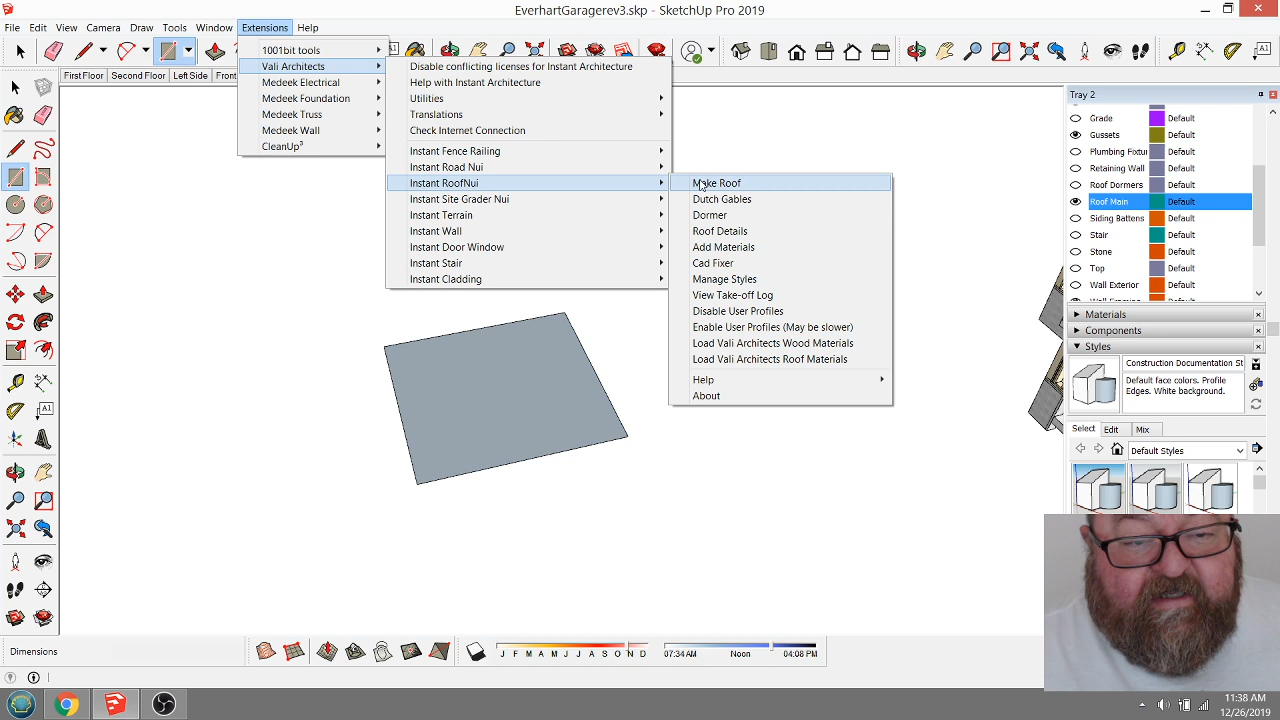 EverhartGaragerev3.skp - SketchUp Pro 2019
File Edit View Camera Draw Tools Window Extensions Help
First Floor Second Floor Left Side Front
1001bit tools
Vali Architects
Medeek Electrical
Medeek Foundation
Medeek Truss
Medeek Wall
CleanUp³
Disable conflicting licenses for Instant Architecture
Help with Instant Architecture
Utilities
Translations
Check Internet Connection
Instant Fence Railing
Instant Road Nui
Instant RoofNui
Instant Site Grader Nui
Instant Terrain
Instant Wall
Instant Door Window
Instant Stair
Instant Cladding
Make Roof
Dutch Gables
Dormer
Roof Details
Add Materials
Cad Fixer
Manage Styles
View Take-off Log
Disable User Profiles
Enable User Profiles (May be slower)
Load Vali Architects Wood Materials
Load Vali Architects Roof Materials
Help
About
Tray 2
Grade Default
Gussets Default
Plumbing Fixtu Default
Retaining Wall Default
Roof Dormers Default
Roof Main Default
Siding Battens Default
Stair Default
Stone Default
Top Default
Wall Exterior Default
Materials
Components
Styles
Construction Documentation St
Default face colors. Profile
Edges. White background.
Select Edit Mix
Default Styles
Dimensions
J F M A M J J A S O N D
07:34 AM Noon 04:08 PM
11:38 AM
12/26/2019